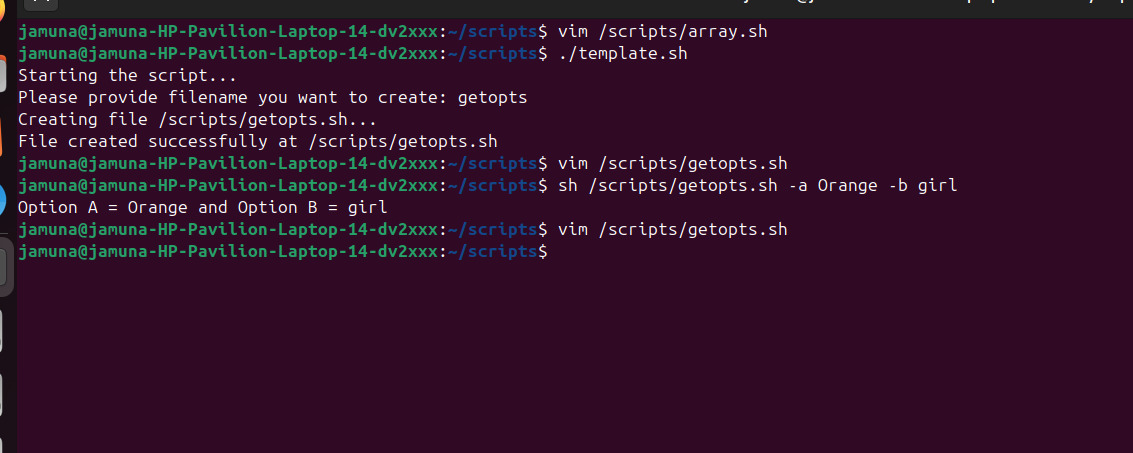 jamuna@jamuna-HP-Pavilion-Laptop-14-dv2xxx:~/scripts$ vim /scripts/array.sh
jamuna@jamuna-HP-Pavilion-Laptop-14-dv2xxx:~/scripts$ ./template.sh
Starting the script...
Please provide filename you want to create: getopts
Creating file /scripts/getopts.sh...
File created successfully at /scripts/getopts.sh
jamuna@jamuna-HP-Pavilion-Laptop-14-dv2xxx:~/scripts$ vim /scripts/getopts.sh
jamuna@jamuna-HP-Pavilion-Laptop-14-dv2xxx:~/scripts$ sh /scripts/getopts.sh -a Orange -b girl
Option A = Orange and Option B = girl
jamuna@jamuna-HP-Pavilion-Laptop-14-dv2xxx:~/scripts$ vim /scripts/getopts.sh
jamuna@jamuna-HP-Pavilion-Laptop-14-dv2xxx:~/scripts$